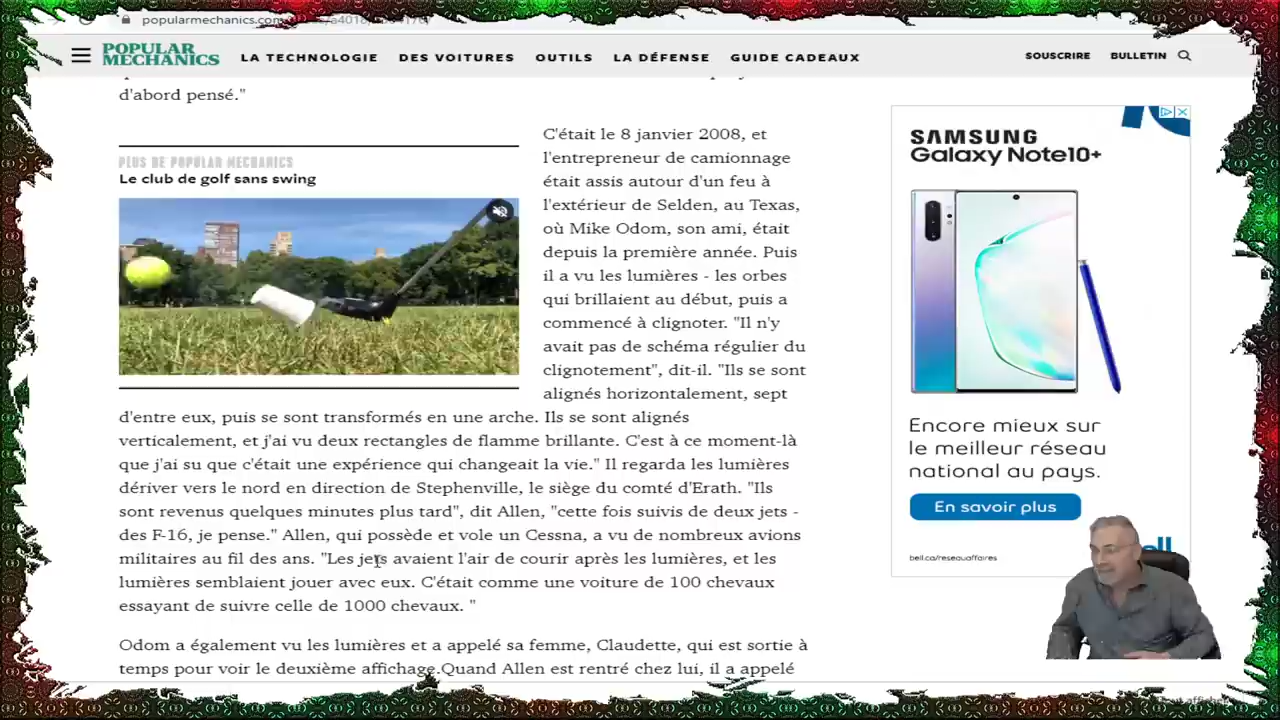 popularmechanics.com
POPULAR
MECHANICS
LA TECHNOLOGIE
DES VOITURES
OUTILS
LA DÉFENSE
GUIDE CADEAUX
SOUSCRIRE
BULLETIN
d'abord pensé."
PLUS DE POPULAR MECHANICS
Le club de golf sans swing
C'était le 8 janvier 2008, et
l'entrepreneur de camionnage
était assis autour d'un feu à
l'extérieur de Selden, au Texas,
où Mike Odom, son ami, était
depuis la première année. Puis
il a vu les lumières - les orbes
qui brillaient au début, puis a
commencé à clignoter. "Il n'y
avait pas de schéma régulier du
clignotement", dit-il. "Ils se sont
alignés horizontalement, sept
d'entre eux, puis se sont transformés en une arche. Ils se sont alignés
verticalement, et j'ai vu deux rectangles de flamme brillante. C'est à ce moment-là
que j'ai su que c'était une expérience qui changeait la vie." Il regarda les lumières
dériver vers le nord en direction de Stephenville, le siège du comté d'Erath. "Ils
sont revenus quelques minutes plus tard", dit Allen, "cette fois suivis de deux jets -
des F-16, je pense." Allen, qui possède et vole un Cessna, a vu de nombreux avions
militaires au fil des ans. "Les jets avaient l'air de courir après les lumières, et les
lumières semblaient jouer avec eux. C'était comme une voiture de 100 chevaux
essayant de suivre celle de 1000 chevaux. "
Odom a également vu les lumières et a appelé sa femme, Claudette, qui est sortie à
temps pour voir le deuxième affichage.Quand Allen est rentré chez lui, il a appelé
SAMSUNG
Galaxy Note10+
Encore mieux sur
le meilleur réseau
national au pays.
En savoir plus
bell.ca/reseauaffaires